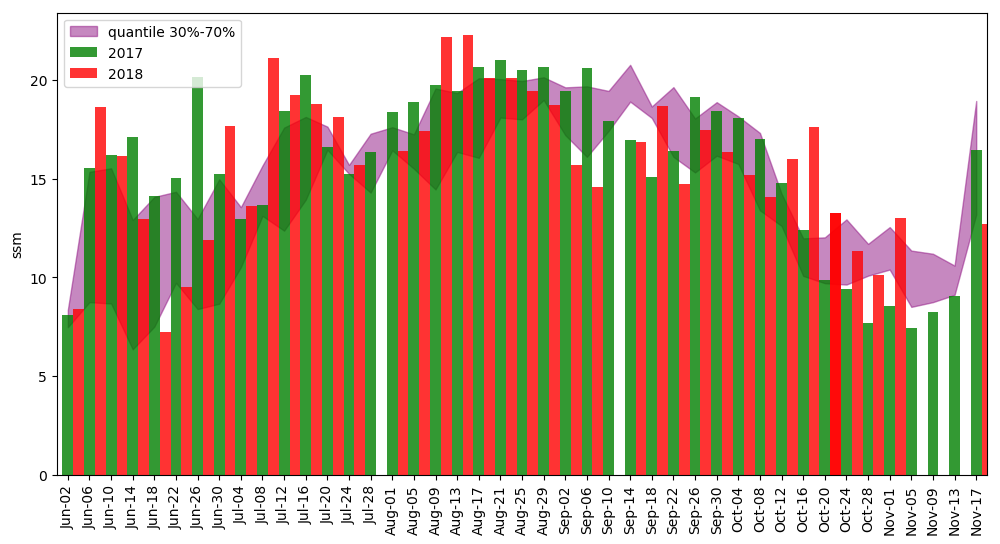 quantile 30%-70%
2017
2018
ssm
20
15
10
5
0
Jun-02
Jun-06
Jun-10
Jun-14
Jun-18
Jun-22
Jun-26
Jun-30
Jul-04
Jul-08
Jul-12
Jul-16
Jul-20
Jul-24
Jul-28
Aug-01
Aug-05
Aug-09
Aug-13
Aug-17
Aug-21
Aug-25
Aug-29
Sep-02
Sep-06
Sep-10
Sep-14
Sep-18
Sep-22
Sep-26
Sep-30
Oct-04
Oct-08
Oct-12
Oct-16
Oct-20
Oct-24
Oct-28
Nov-01
Nov-05
Nov-09
Nov-13
Nov-17